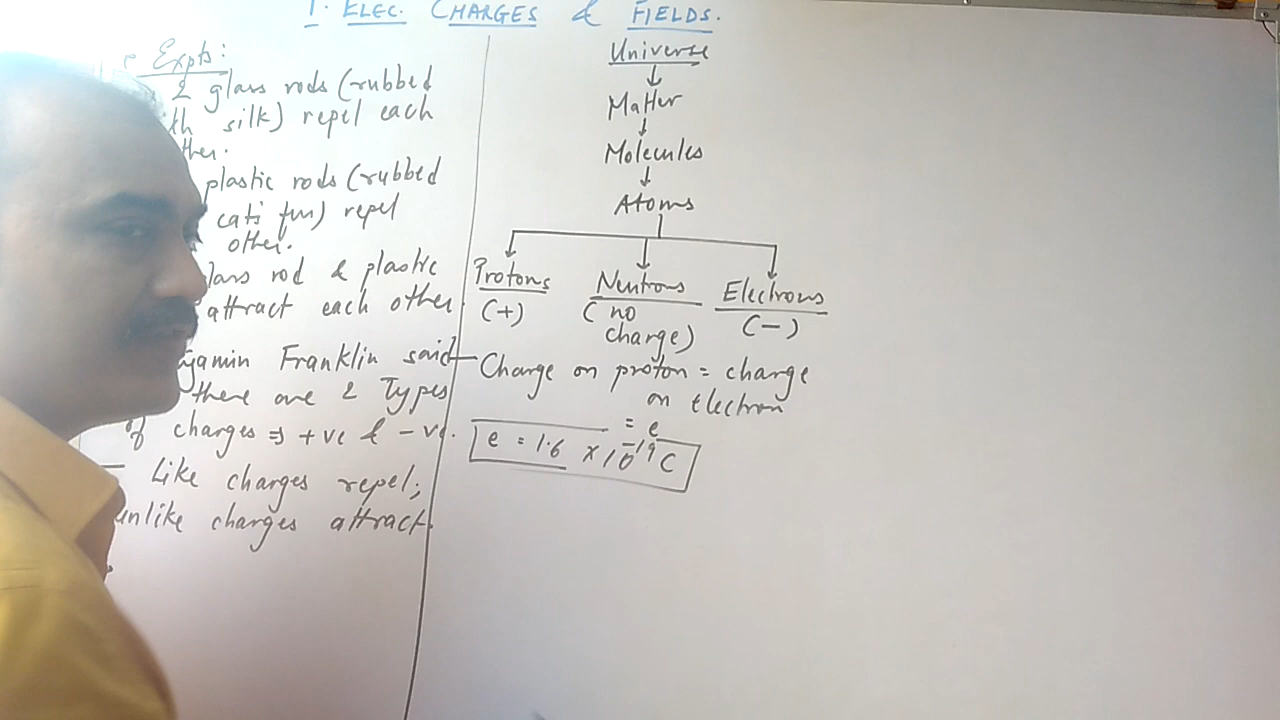 1. ELEC. CHARGES & FIELDS.
Expts:
2 glass rods (rubbed
silk) repel each
plastic rods (rubbed
cat's fur) repel
other.
rod & plastic
attract each other
Franklin said
there are 2 Types
of charges ⇒ +ve & -ve.
— Like charges repel;
unlike charges attract.
Universe
↓
Matter
↓
Molecules
↓
Atoms
Protons Neutrons Electrons
(+) (no charge) (-)
— Charge on proton = charge
on electron
= e
e = 1.6 × 10⁻¹⁹ C